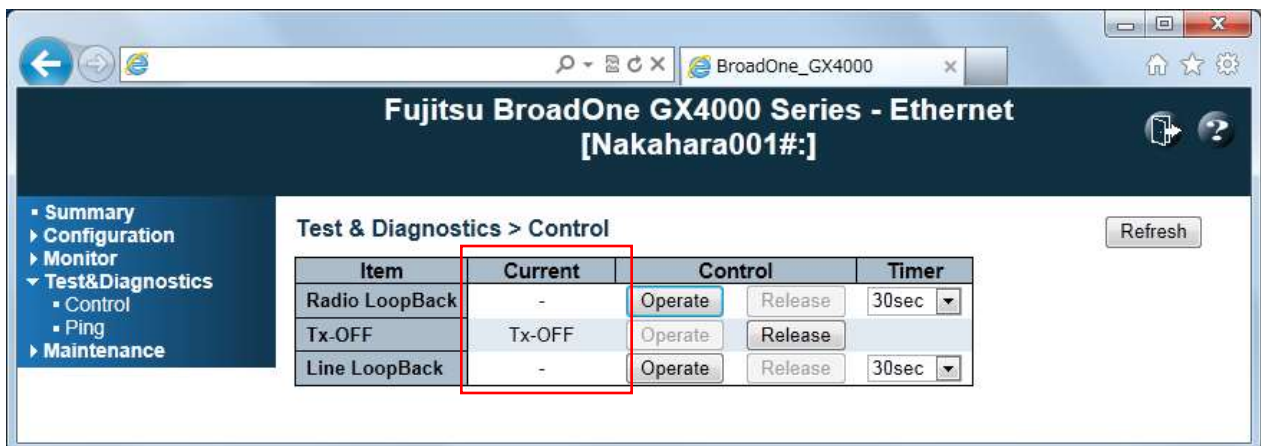 BroadOne_GX4000
Fujitsu BroadOne GX4000 Series - Ethernet
[Nakahara001#:]
Summary
Configuration
Monitor
Test&Diagnostics
Control
Ping
Maintenance
Test & Diagnostics > Control
Refresh
Item Current Control Timer
Radio LoopBack - Operate Release 30sec
Tx-OFF Tx-OFF Operate Release
Line LoopBack - Operate Release 30sec